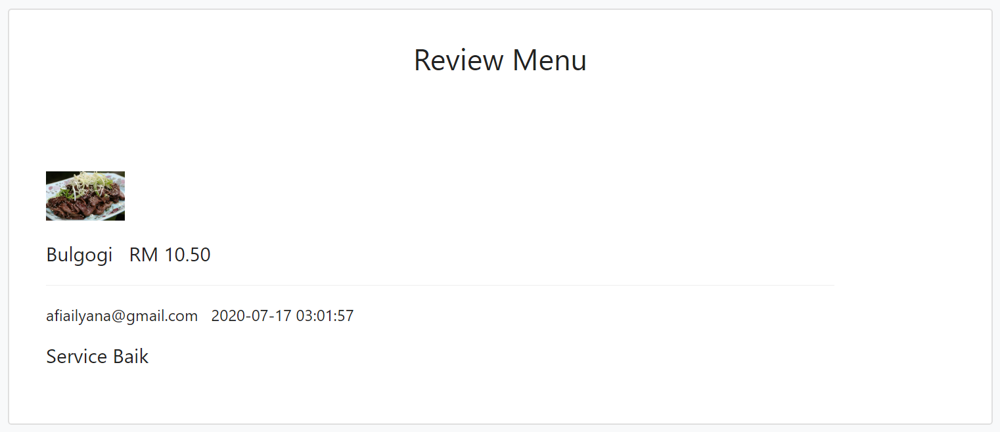 Review Menu
Bulgogi RM 10.50
afiailyana@gmail.com 2020-07-17 03:01:57
Service Baik